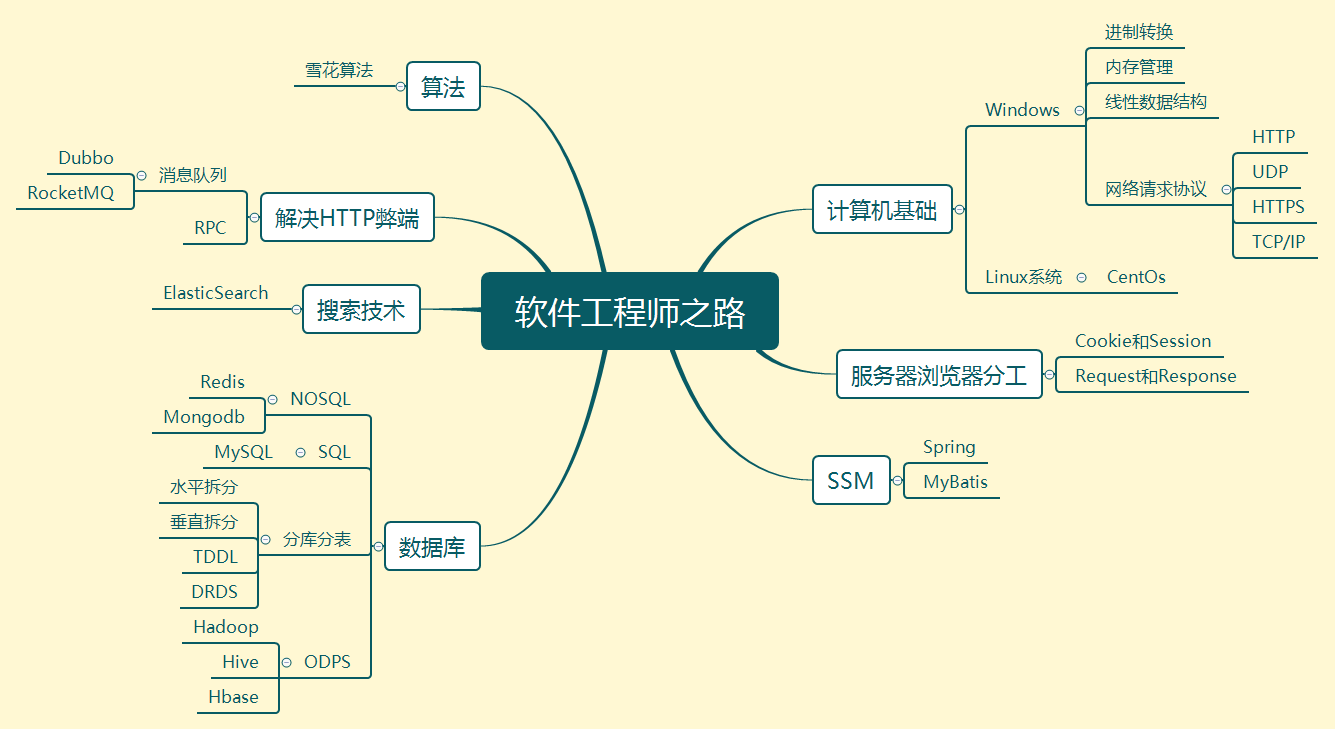 软件工程师之路
计算机基础
Windows
进制转换
内存管理
线性数据结构
网络请求协议
HTTP
UDP
HTTPS
TCP/IP
Linux系统
CentOs
服务器浏览器分工
Cookie和Session
Request和Response
SSM
Spring
MyBatis
算法
雪花算法
解决HTTP弊端
消息队列
Dubbo
RocketMQ
RPC
搜索技术
ElasticSearch
数据库
NOSQL
Redis
Mongodb
SQL
MySQL
分库分表
水平拆分
垂直拆分
TDDL
DRDS
ODPS
Hadoop
Hive
Hbase